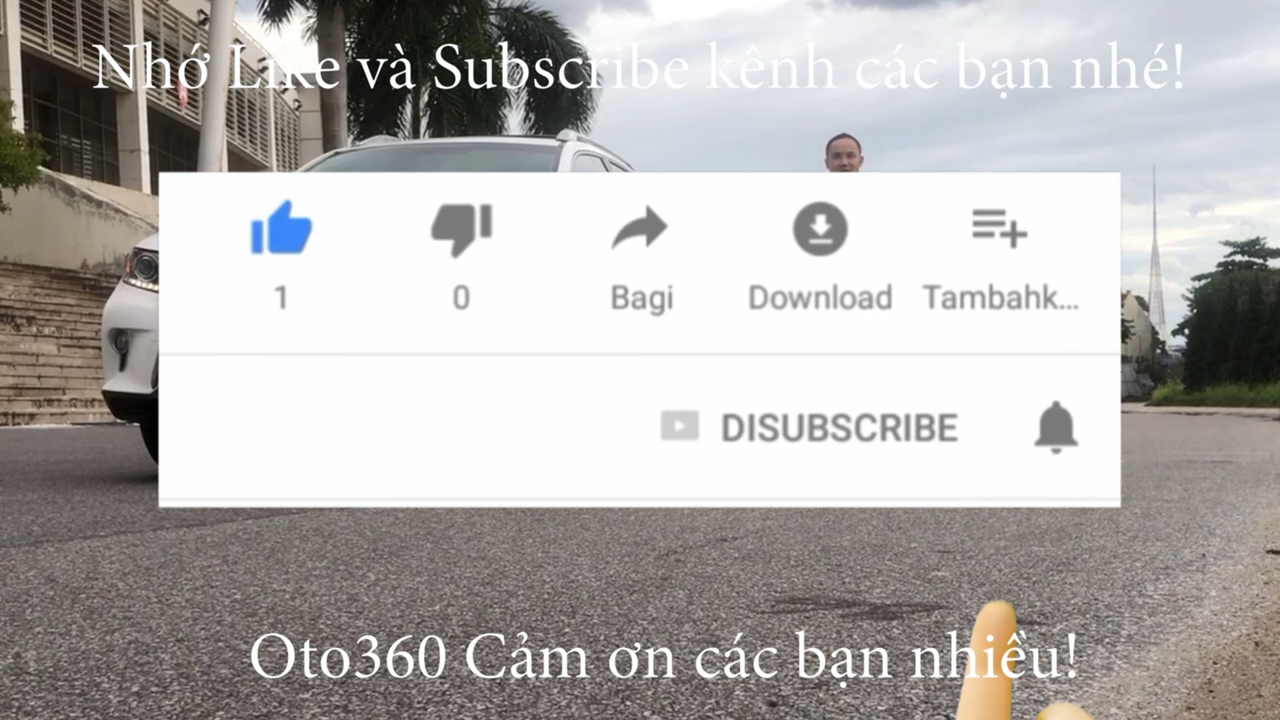 Nhớ Like và Subscribe kênh các bạn nhé!
1
0
Bagi
Download
Tambahk...
DISUBSCRIBE
Oto360 Cảm ơn các bạn nhiều!